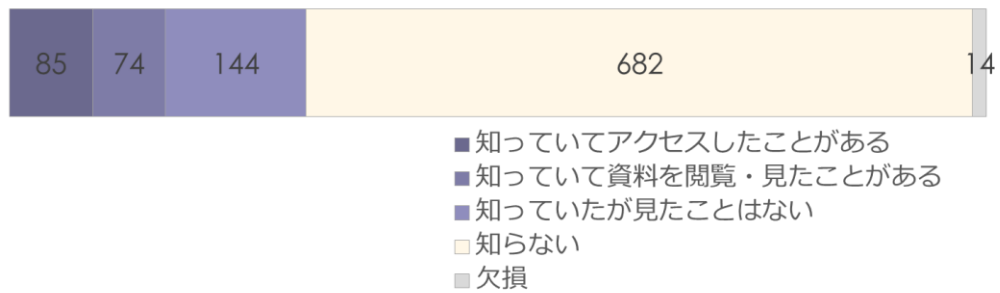 85 74 144 682 14
知っていてアクセスしたことがある
知っていて資料を閲覧・見たことがある
知っていたが見たことはない
知らない
欠損